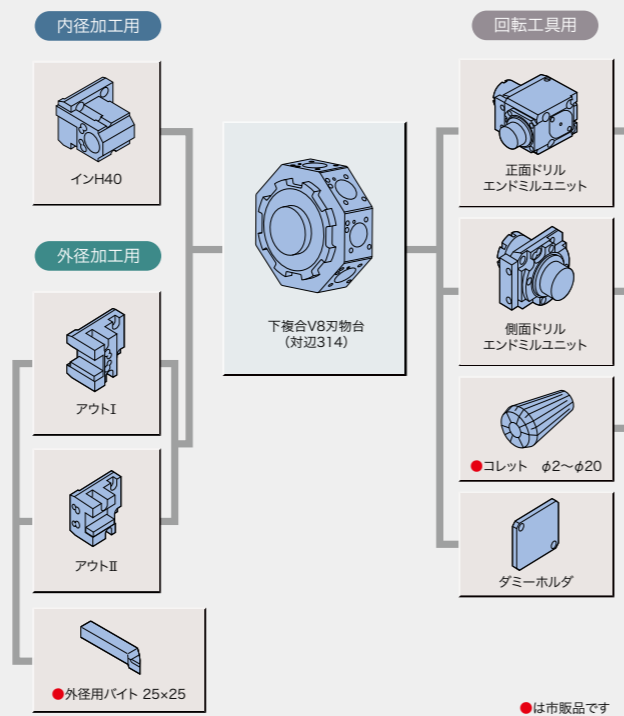 内径加工用
インH40
外径加工用
アウトI
アウトⅡ
●外径用バイト 25×25
下複合V8刃物台
（対辺314）
回転工具用
正面ドリル
エンドミルユニット
側面ドリル
エンドミルユニット
●コレット φ2～φ20
ダミーホルダ
●は市販品です